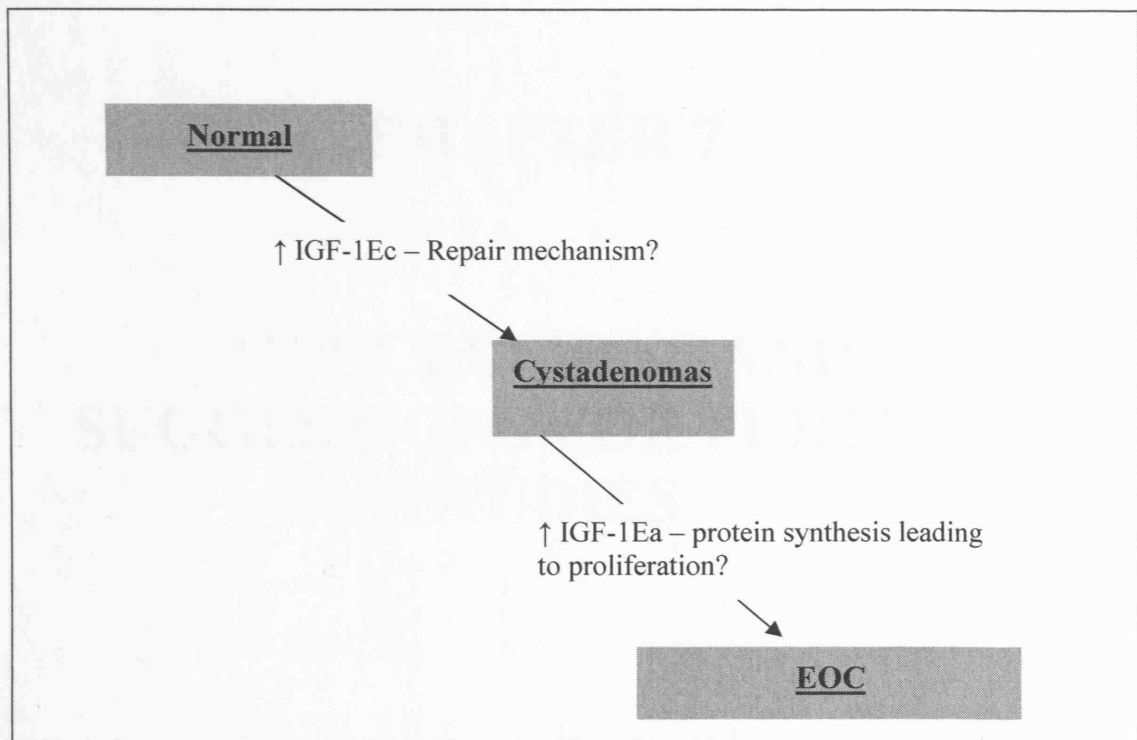 Normal
↑ IGF-1Ec – Repair mechanism?
Cystadenomas
↑ IGF-1Ea – protein synthesis leading
to proliferation?
EOC